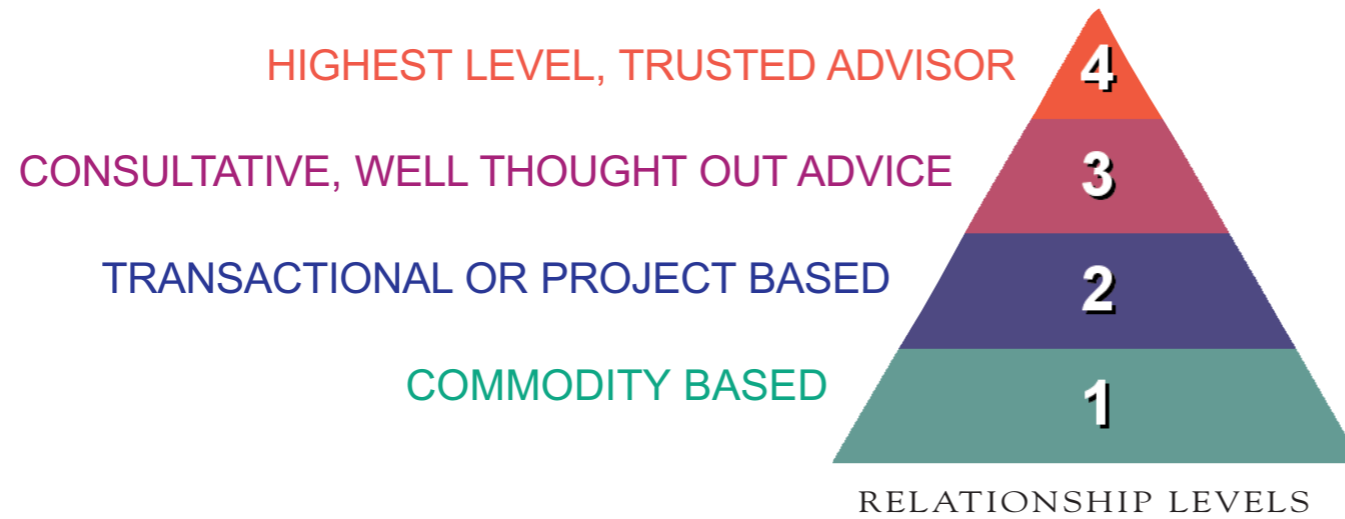 HIGHEST LEVEL, TRUSTED ADVISOR
4
CONSULTATIVE, WELL THOUGHT OUT ADVICE
3
TRANSACTIONAL OR PROJECT BASED
2
COMMODITY BASED
1
RELATIONSHIP LEVELS